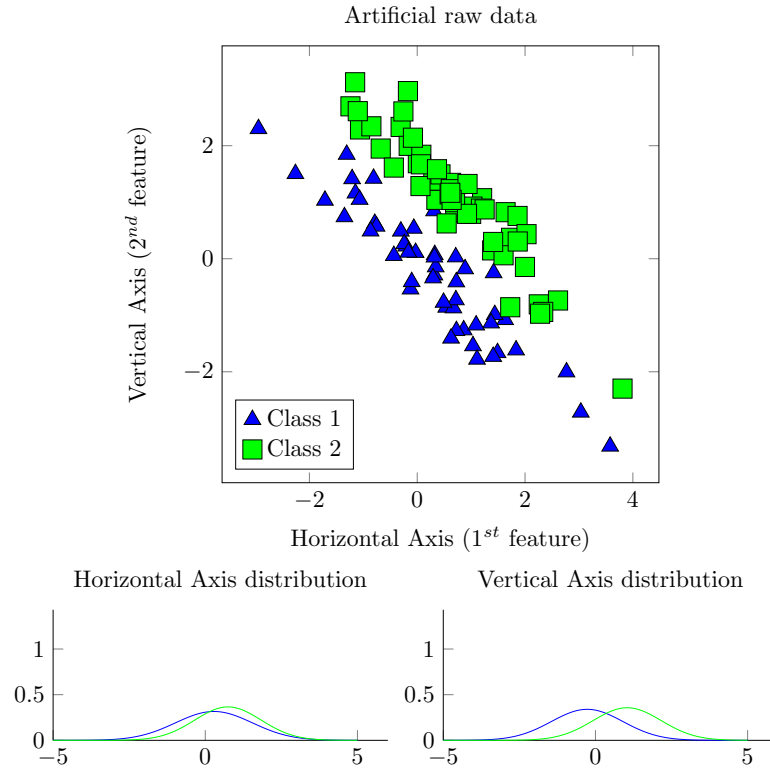 Artificial raw data
2
0
−2
Vertical Axis (2nd feature)
Class 1
Class 2
−2 0 2 4
Horizontal Axis (1st feature)
Horizontal Axis distribution
1
0.5
0
−5 0 5
Vertical Axis distribution
1
0.5
0
−5 0 5